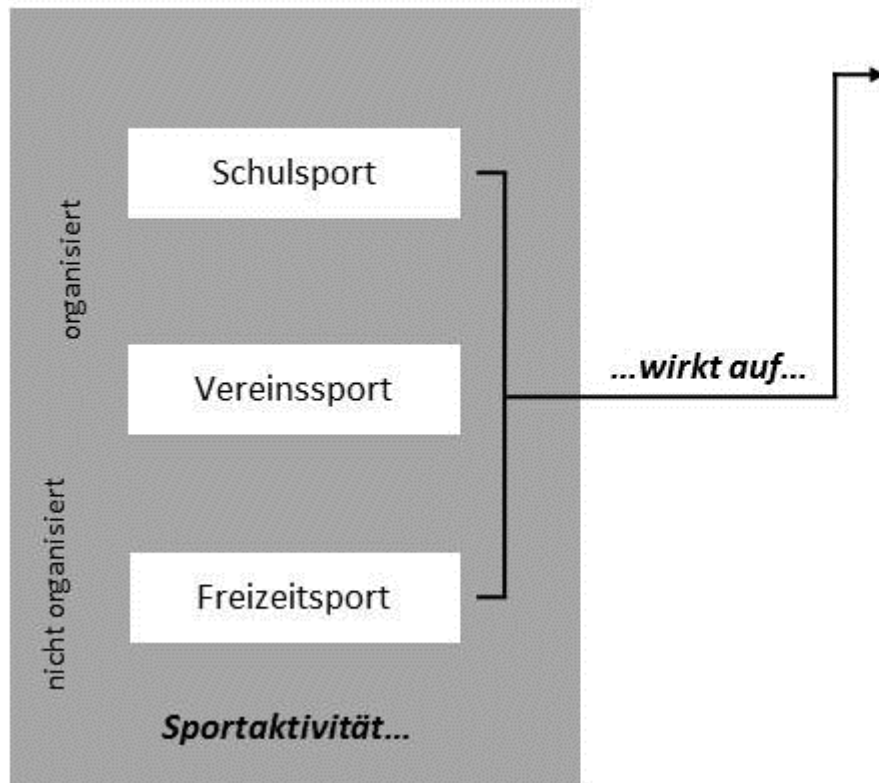 Schulsport
organisiert
Vereinssport
...wirkt auf...
nicht organisiert
Freizeitsport
Sportaktivität...